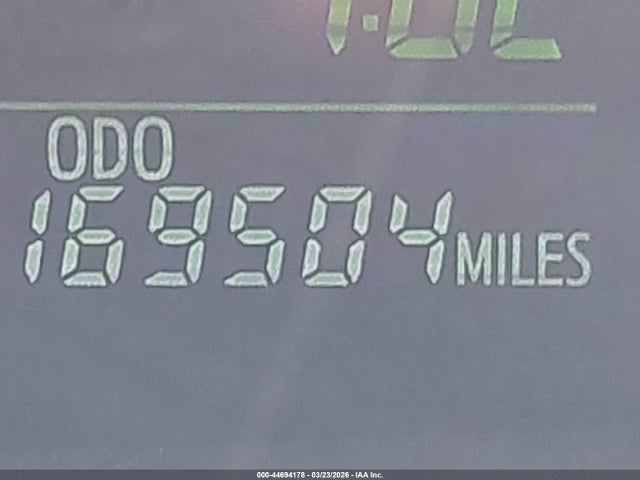 ODO
169504 MILES
000-44694178 - 03/23/2026 - IAA Inc.